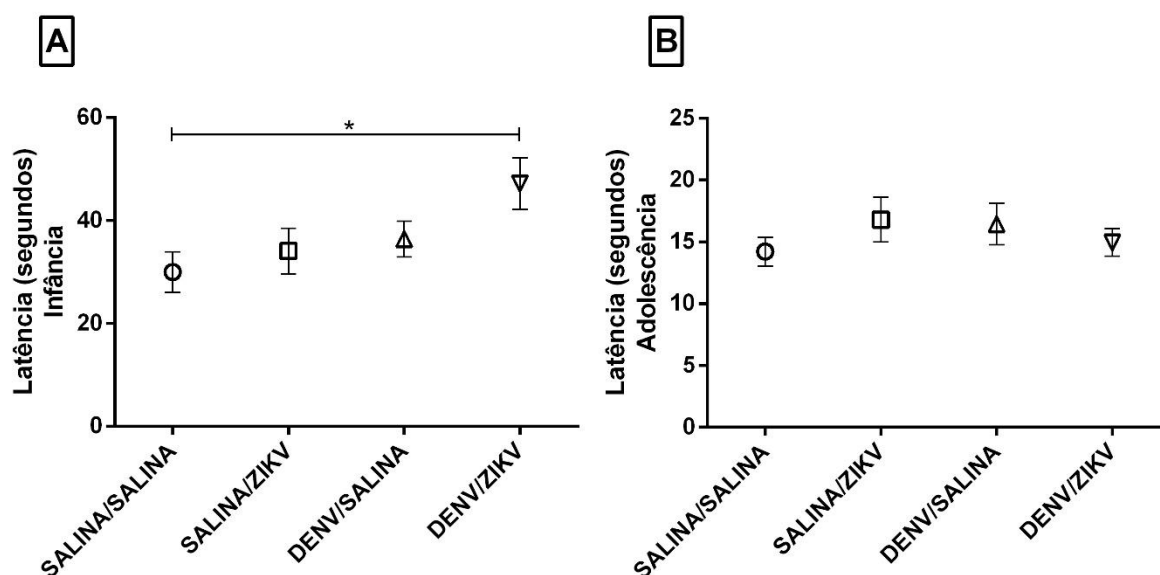 A
Latência (segundos)
Infância
60
40
20
0
*
SALINA/SALINA
SALINA/ZIKV
DENV/SALINA
DENV/ZIKV
B
Latência (segundos)
Adolescência
25
20
15
10
5
0
SALINA/SALINA
SALINA/ZIKV
DENV/SALINA
DENV/ZIKV